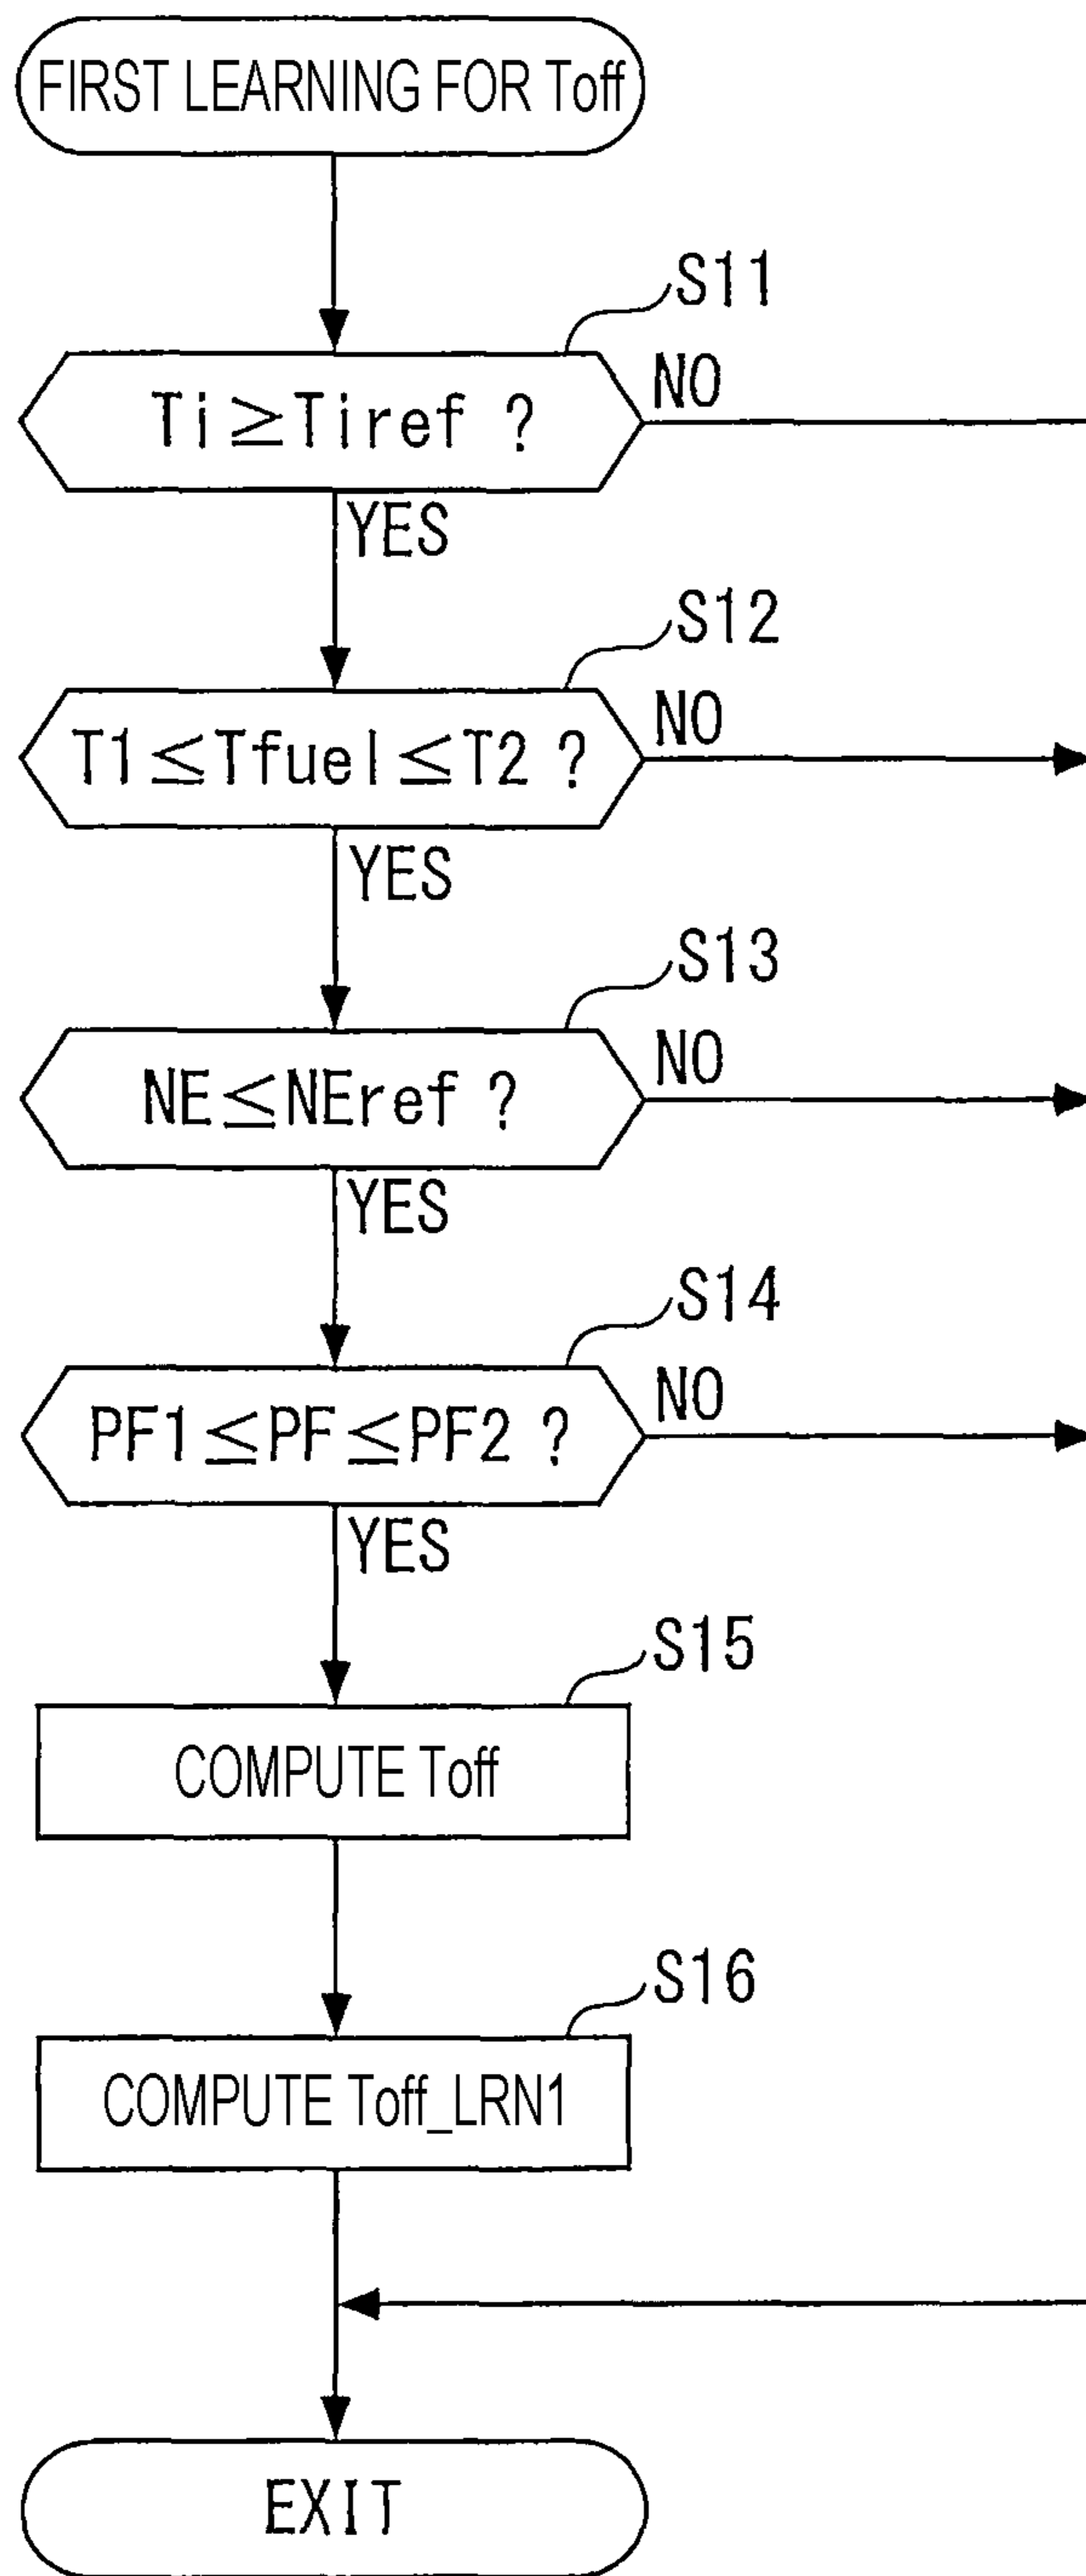 FIRST LEARNING FOR Toff
S11
Ti≥Tiref ?
NO
YES
S12
T1≤Tfuel≤T2 ?
NO
YES
S13
NE≤NEref ?
NO
YES
S14
PF1≤PF≤PF2 ?
NO
YES
S15
COMPUTE Toff
S16
COMPUTE Toff_LRN1
EXIT